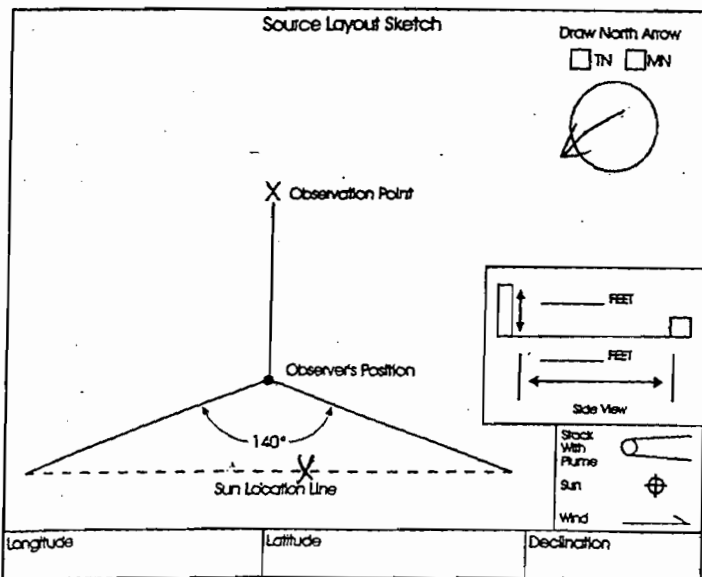 Source Layout Sketch
Draw North Arrow
TN MN
X Observation Point
FEET
Observer's Position
FEET
Side View
140°
X
Sun Location Line
Stack
With
Plume
Sun
Wind
Longitude Latitude Declination